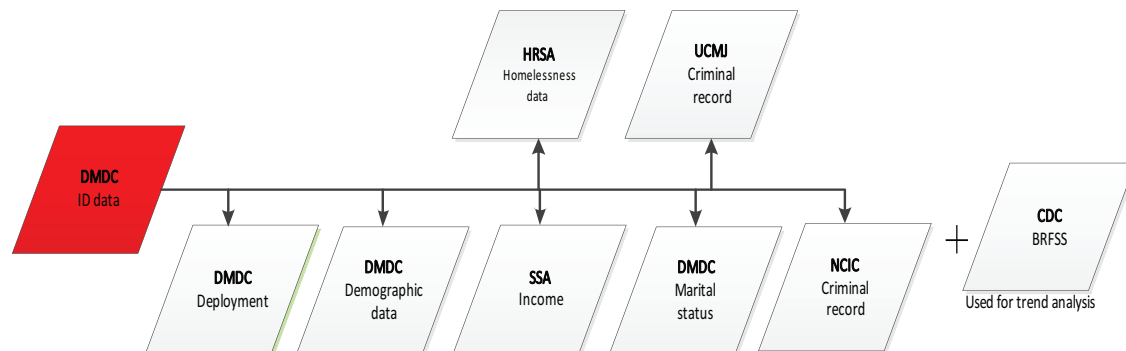 HRSA
Homelessness
data
UCMJ
Criminal
record
DMDC
ID data
DMDC
Deployment
DMDC
Demographic
data
SSA
Income
DMDC
Marital
status
NCIC
Criminal
record
+
CDC
BRFSS
Used for trend analysis